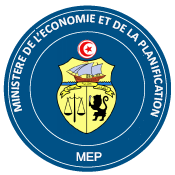 MINISTERE DE L'ECONOMIE ET DE LA PLANIFICATION
MEP